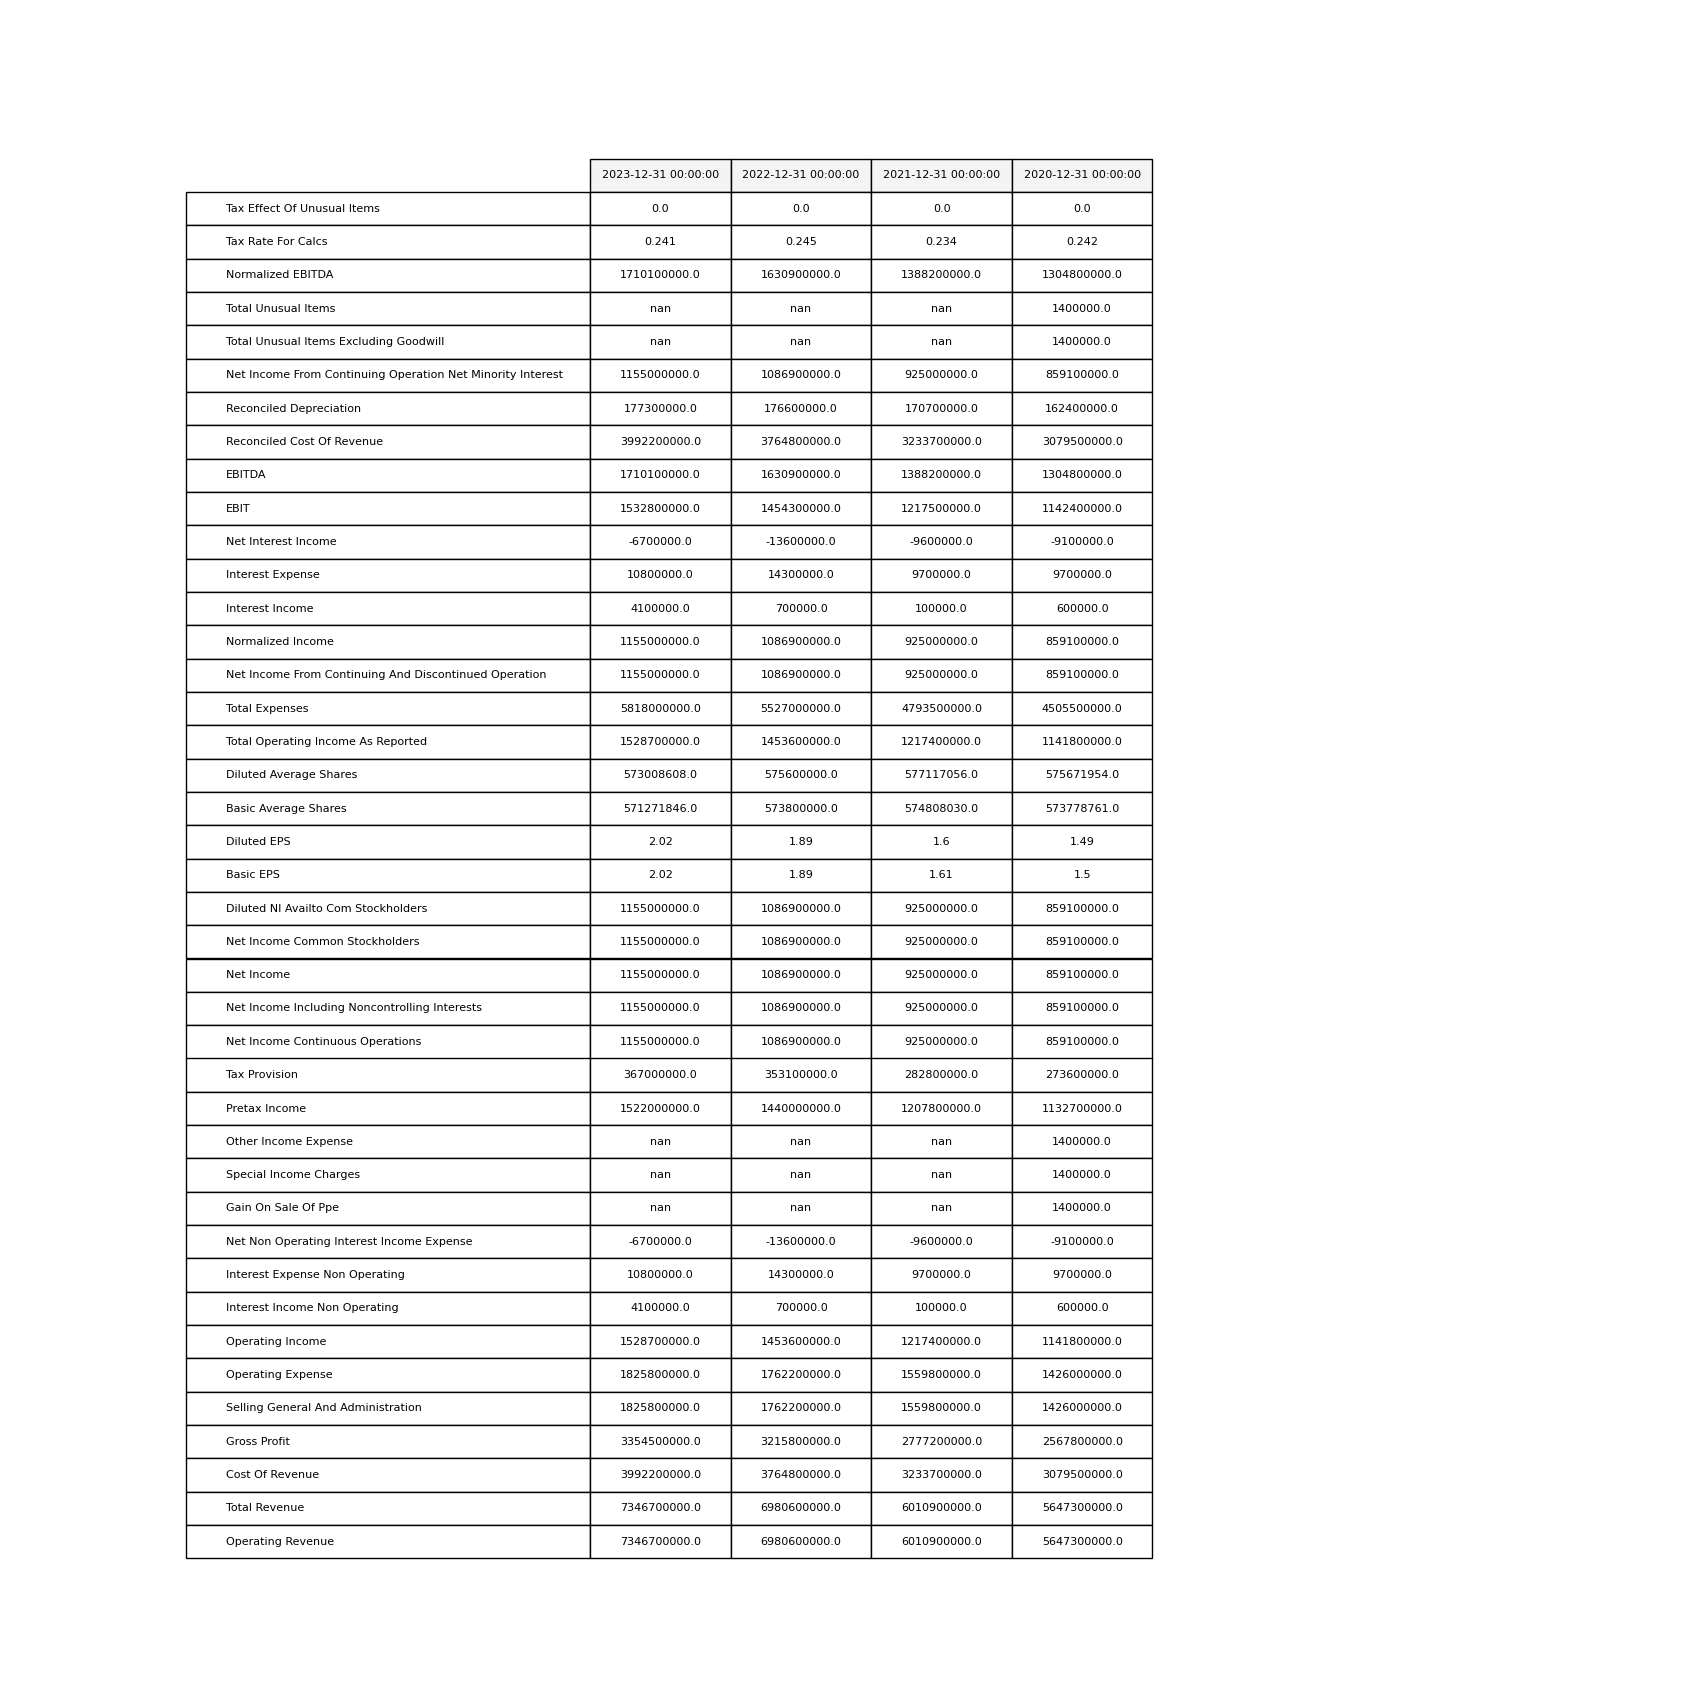 2023-12-31 00:00:00 2022-12-31 00:00:00 2021-12-31 00:00:00 2020-12-31 00:00:00
Tax Effect Of Unusual Items 0.0 0.0 0.0 0.0
Tax Rate For Calcs 0.241 0.245 0.234 0.242
Normalized EBITDA 1710100000.0 1630900000.0 1388200000.0 1304800000.0
Total Unusual Items nan nan nan 1400000.0
Total Unusual Items Excluding Goodwill nan nan nan 1400000.0
Net Income From Continuing Operation Net Minority Interest 1155000000.0 1086900000.0 925000000.0 859100000.0
Reconciled Depreciation 177300000.0 176600000.0 170700000.0 162400000.0
Reconciled Cost Of Revenue 3992200000.0 3764800000.0 3233700000.0 3079500000.0
EBITDA 1710100000.0 1630900000.0 1388200000.0 1304800000.0
EBIT 1532800000.0 1454300000.0 1217500000.0 1142400000.0
Net Interest Income -6700000.0 -13600000.0 -9600000.0 -9100000.0
Interest Expense 10800000.0 14300000.0 9700000.0 9700000.0
Interest Income 4100000.0 700000.0 100000.0 600000.0
Normalized Income 1155000000.0 1086900000.0 925000000.0 859100000.0
Net Income From Continuing And Discontinued Operation 1155000000.0 1086900000.0 925000000.0 859100000.0
Total Expenses 5818000000.0 5527000000.0 4793500000.0 4505500000.0
Total Operating Income As Reported 1528700000.0 1453600000.0 1217400000.0 1141800000.0
Diluted Average Shares 573008608.0 575600000.0 577117056.0 575671954.0
Basic Average Shares 571271846.0 573800000.0 574808030.0 573778761.0
Diluted EPS 2.02 1.89 1.6 1.49
Basic EPS 2.02 1.89 1.61 1.5
Diluted NI Availto Com Stockholders 1155000000.0 1086900000.0 925000000.0 859100000.0
Net Income Common Stockholders 1155000000.0 1086900000.0 925000000.0 859100000.0
Net Income 1155000000.0 1086900000.0 925000000.0 859100000.0
Net Income Including Noncontrolling Interests 1155000000.0 1086900000.0 925000000.0 859100000.0
Net Income Continuous Operations 1155000000.0 1086900000.0 925000000.0 859100000.0
Tax Provision 367000000.0 353100000.0 282800000.0 273600000.0
Pretax Income 1522000000.0 1440000000.0 1207800000.0 1132700000.0
Other Income Expense nan nan nan 1400000.0
Special Income Charges nan nan nan 1400000.0
Gain On Sale Of Ppe nan nan nan 1400000.0
Net Non Operating Interest Income Expense -6700000.0 -13600000.0 -9600000.0 -9100000.0
Interest Expense Non Operating 10800000.0 14300000.0 9700000.0 9700000.0
Interest Income Non Operating 4100000.0 700000.0 100000.0 600000.0
Operating Income 1528700000.0 1453600000.0 1217400000.0 1141800000.0
Operating Expense 1825800000.0 1762200000.0 1559800000.0 1426000000.0
Selling General And Administration 1825800000.0 1762200000.0 1559800000.0 1426000000.0
Gross Profit 3354500000.0 3215800000.0 2777200000.0 2567800000.0
Cost Of Revenue 3992200000.0 3764800000.0 3233700000.0 3079500000.0
Total Revenue 7346700000.0 6980600000.0 6010900000.0 5647300000.0
Operating Revenue 7346700000.0 6980600000.0 6010900000.0 5647300000.0